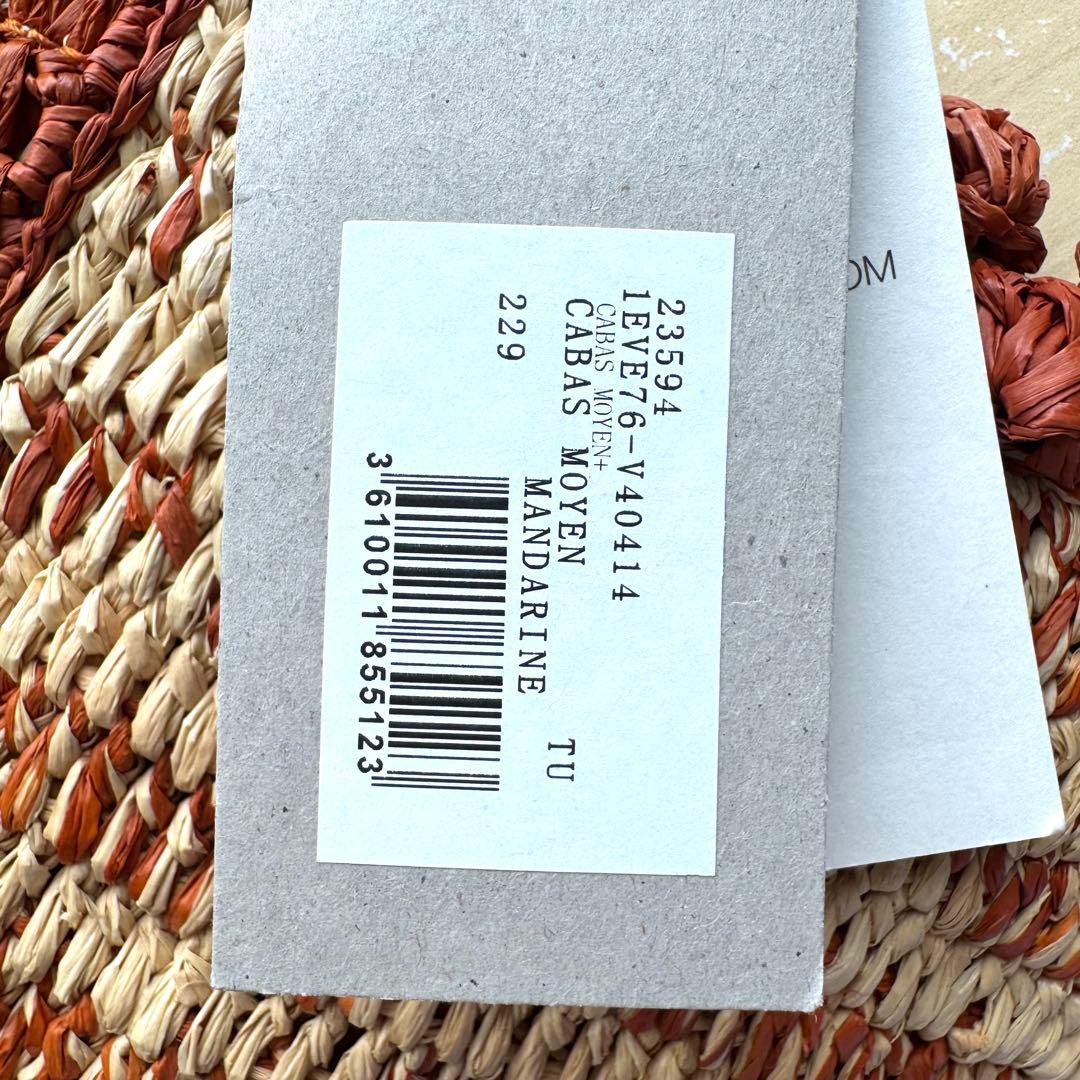 23594
1EVE76-V40414
CABAS MOYEN+
CABAS MOYEN TU
MANDARINE
229
3 610011 855123
OM